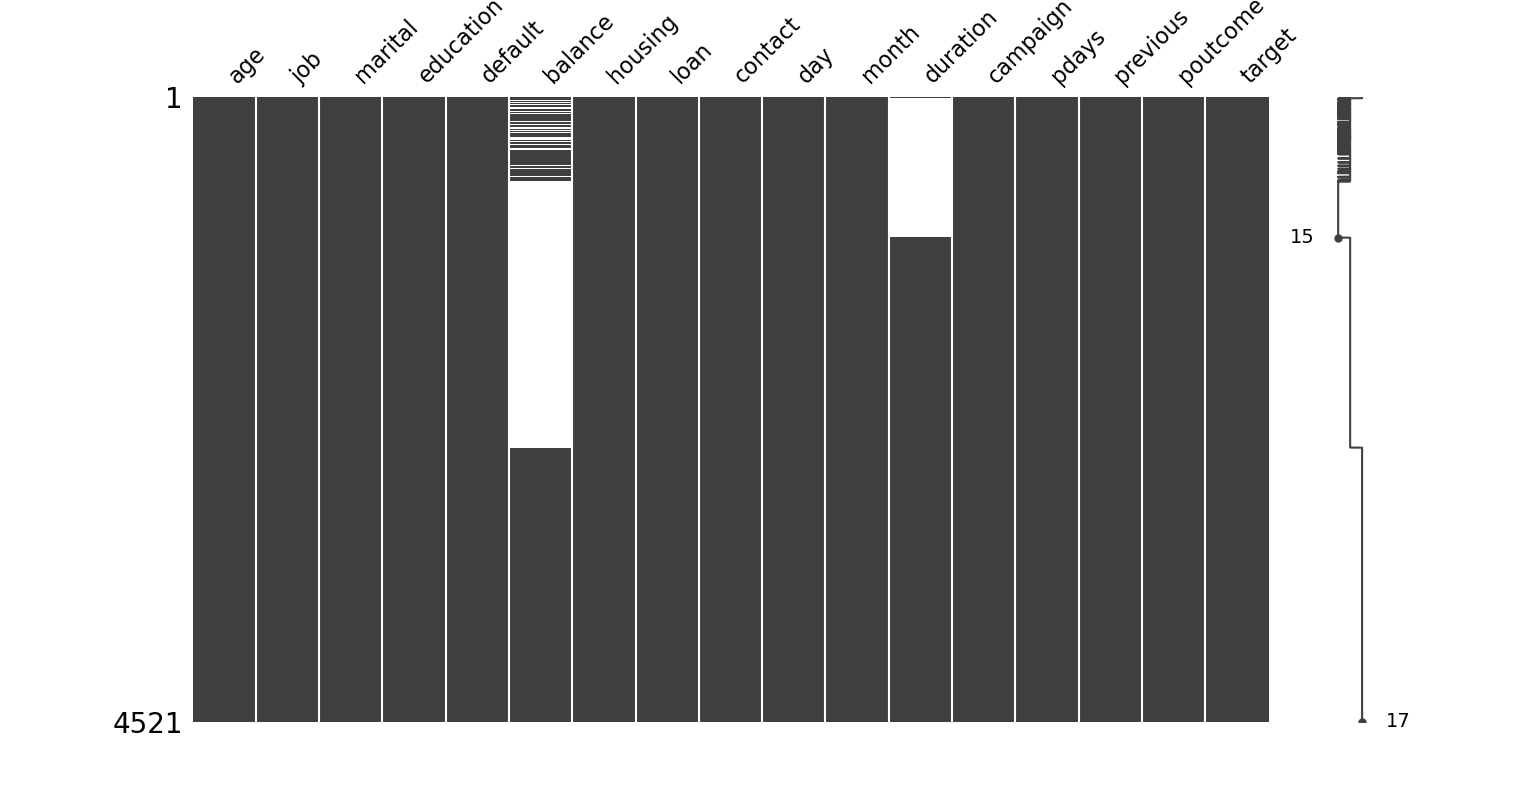 age
job
marital
education
default
balance
housing
loan
contact
day
month
duration
campaign
pdays
previous
poutcome
target
1
15
17
4521